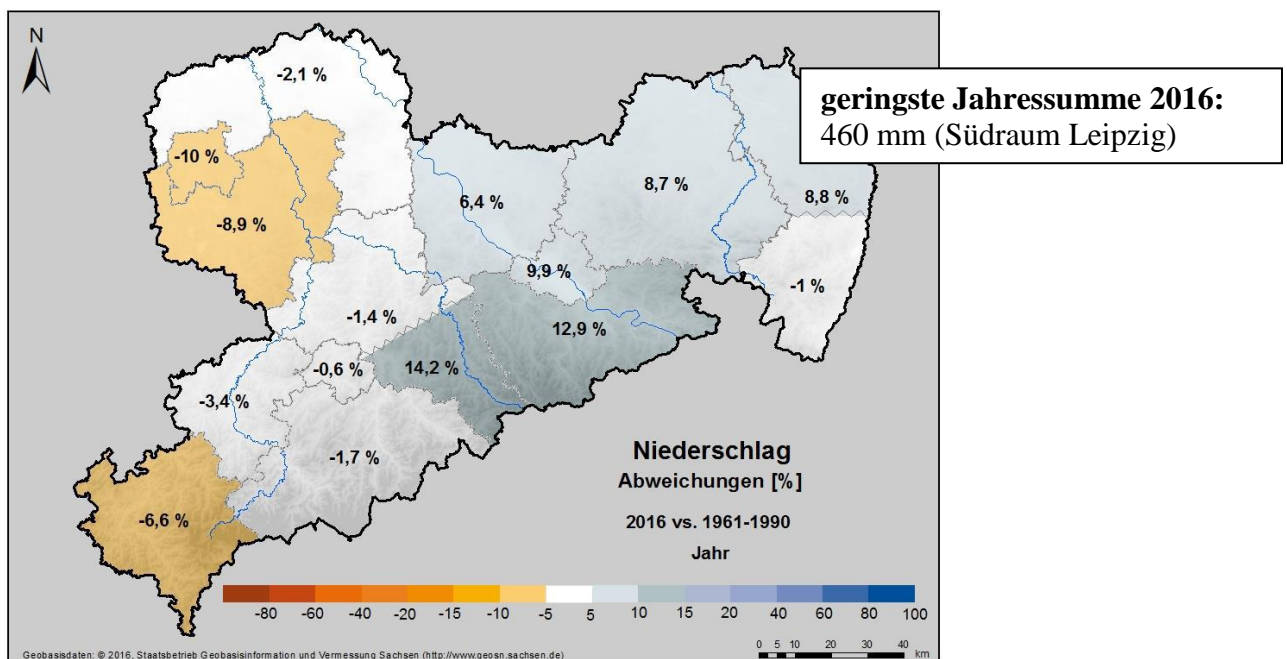 N
-2,1 %
geringste Jahressumme 2016:
460 mm (Südraum Leipzig)
-10 %
8,7 %
6,4 %
8,8 %
-8,9 %
9,9 %
-1 %
-1,4 %
12,9 %
-0,6 %
14,2 %
-3,4 %
-1,7 %
Niederschlag
Abweichungen [%]
-6,6 %
2016 vs. 1961-1990
Jahr
-80 -60 -40 -20 -15 -10 -5 5 10 15 20 40 60 80 100
Geobasisdaten: © 2016, Staatsbetrieb Geobasisinformation und Vermessung Sachsen (http://www.geosn.sachsen.de)
0 5 10 20 30 40
km